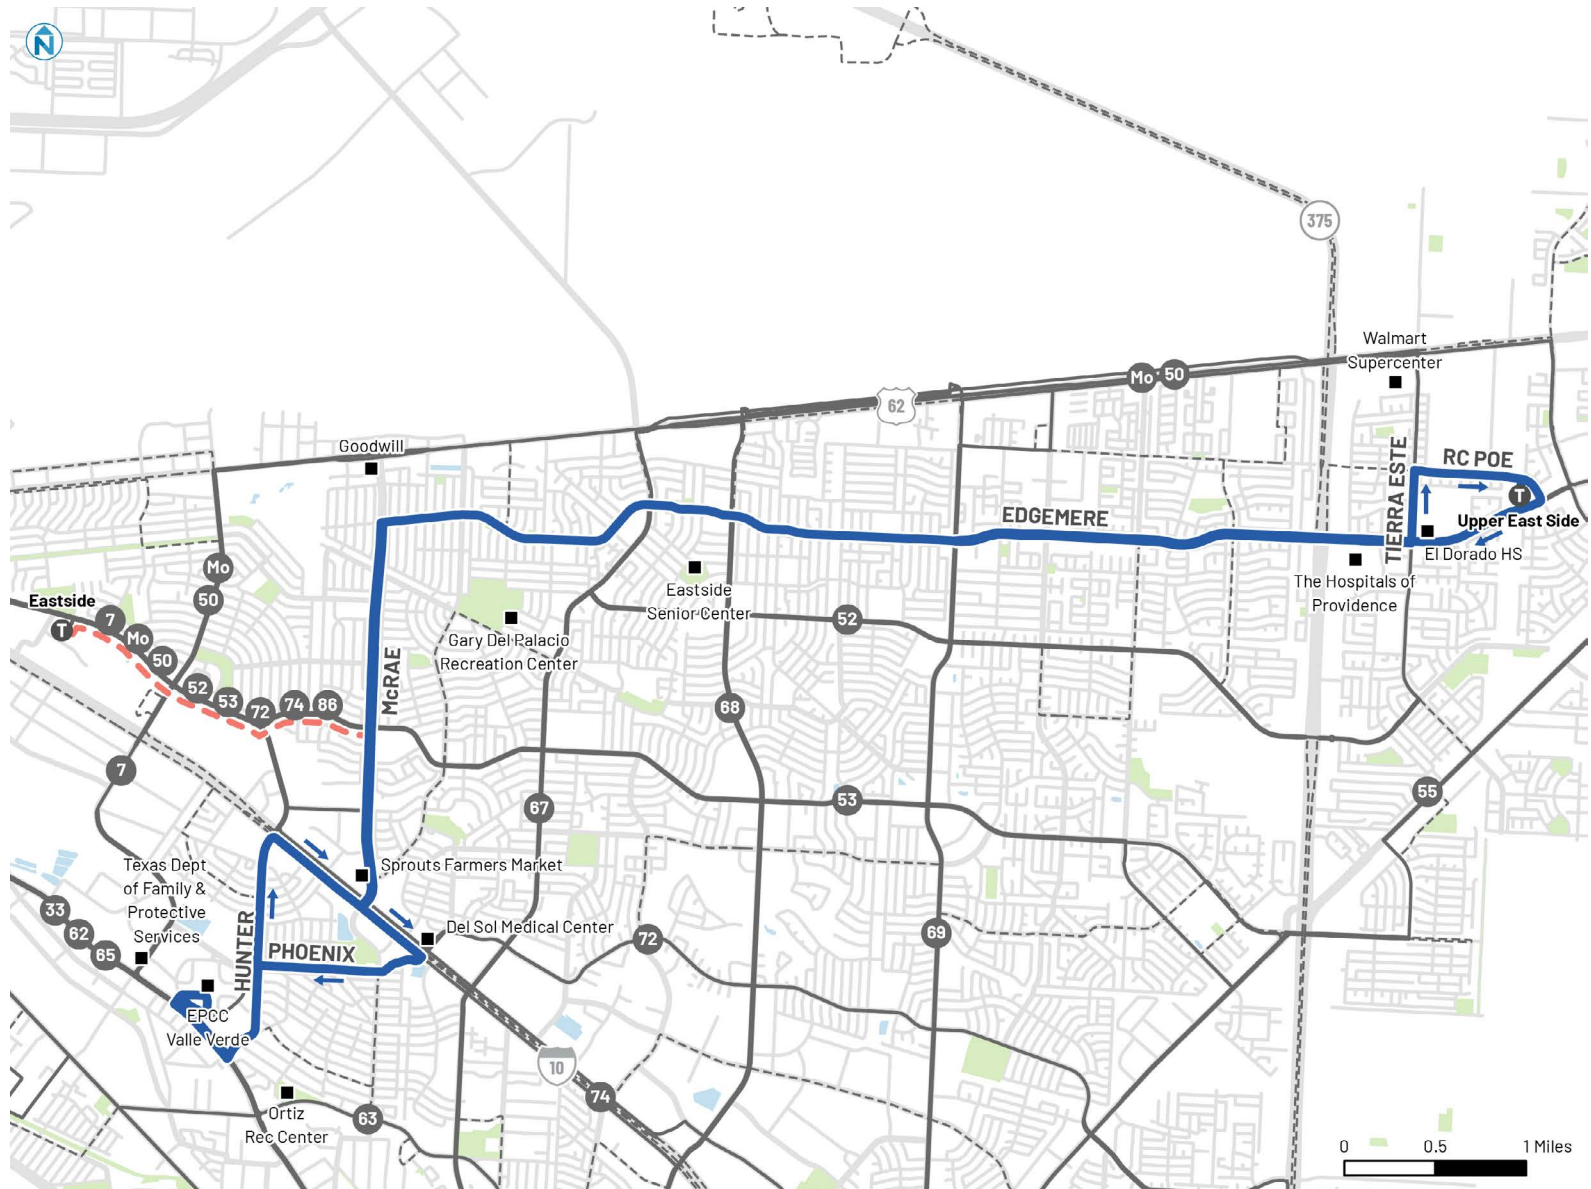 N
375
Walmart
Supercenter
Mo
50
62
Goodwill
TIERRA ESTE
RC POE
T
Upper East Side
El Dorado HS
EDGEMERE
The Hospitals of
Providence
Mo
50
Eastside
T
7
Mo
50
52
53
72
74
86
McRAE
Gary Del Palacio
Recreation Center
Eastside
Senior Center
52
68
7
67
53
55
Texas Dept
of Family &
Protective
Services
Sprouts Farmers Market
Del Sol Medical Center
33
62
65
HUNTER
PHOENIX
72
69
EPCC
Valle Verde
10
74
Ortiz
Rec Center
63
0 0.5 1 Miles